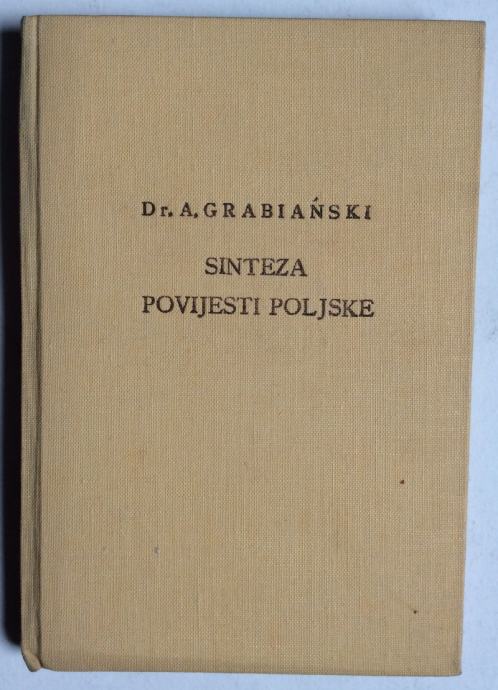 Dr. A. GRABIAŃSKI
SINTEZA
POVIJESTI POLJSKE